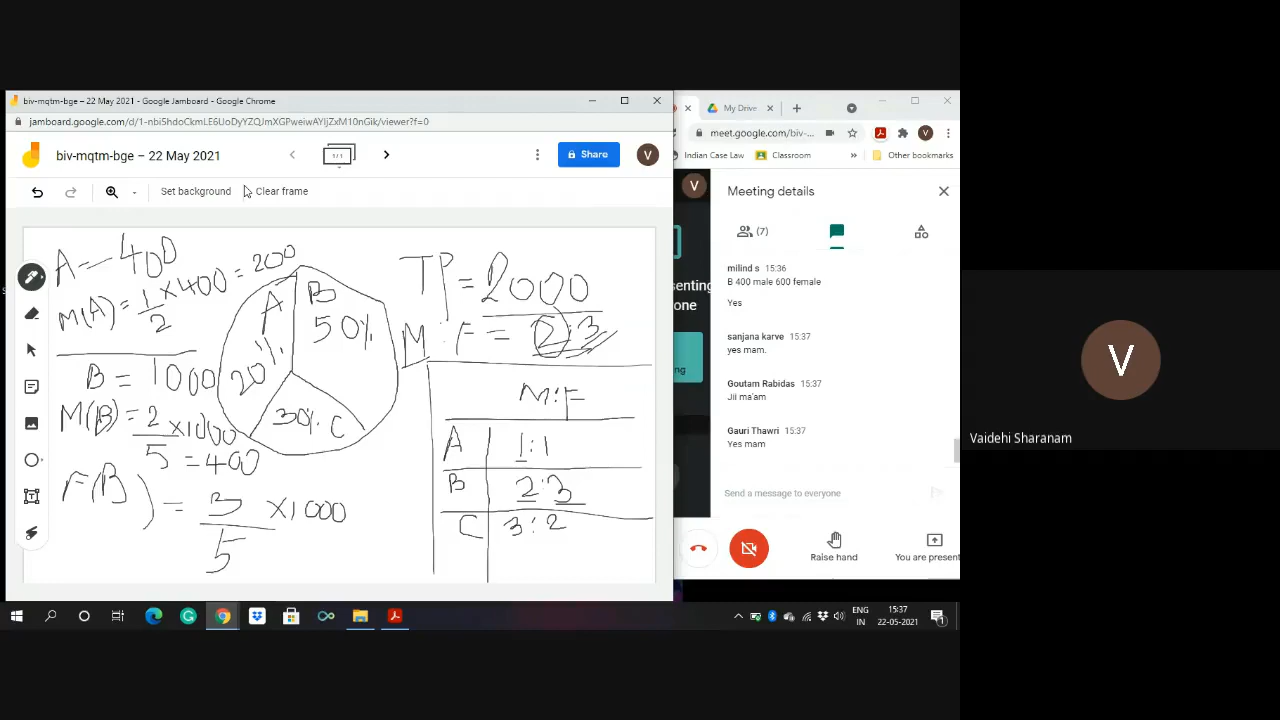 biv-mqtm-bge – 22 May 2021 - Google Jamboard - Google Chrome
jamboard.google.com/d/1-nbi5hdoCkmLE6UoDyYZQJmXGPweiwAYIjZxM10nGik/viewer?f=0
biv-mqtm-bge – 22 May 2021
1/1
Share
V
Set background
Clear frame
A = 400
M(A) = 1/2 × 400 = 200
B = 1000
M(B) = 2/5 × 1000
= 400
F(B) = 3/5 × 1000
A
20%
B
50%
30% C
TP = 2000
M : F = 2 : 3
M:F
A 1:1
B 2:3
C 3:2
My Drive
meet.google.com/biv-...
V
Indian Case Law
Classroom
Other bookmarks
V
esenting
one
ng
Meeting details
(7)
milind s 15:36
B 400 male 600 female
Yes
sanjana karve 15:37
yes mam.
Goutam Rabidas 15:37
Jii ma'am
Gauri Thawri 15:37
Yes mam
Send a message to everyone
Raise hand
You are present
V
Vaidehi Sharanam
ENG
IN
15:37
22-05-2021
1